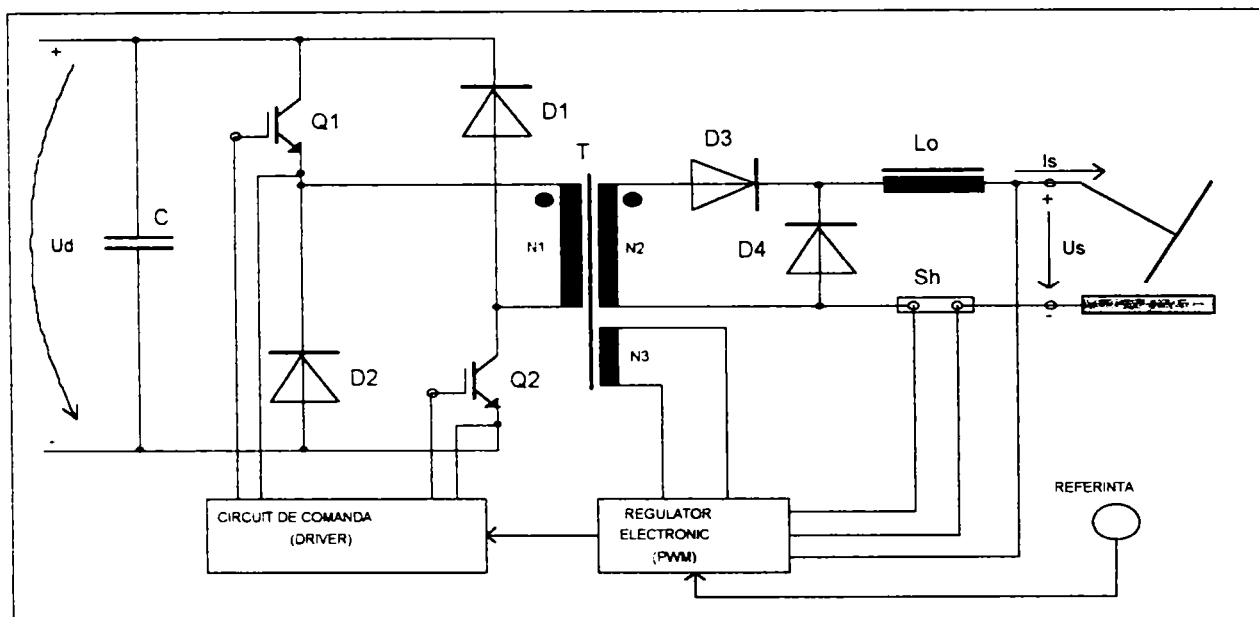 +
Q1
D1
D3
Lo
Is
T
+
C
Ud
N1
N2
D4
Us
Sh
-
D2
Q2
N3
-
REFERINTA
CIRCUIT DE COMANDA
(DRIVER)
REGULATOR
ELECTRONIC
(PWM)